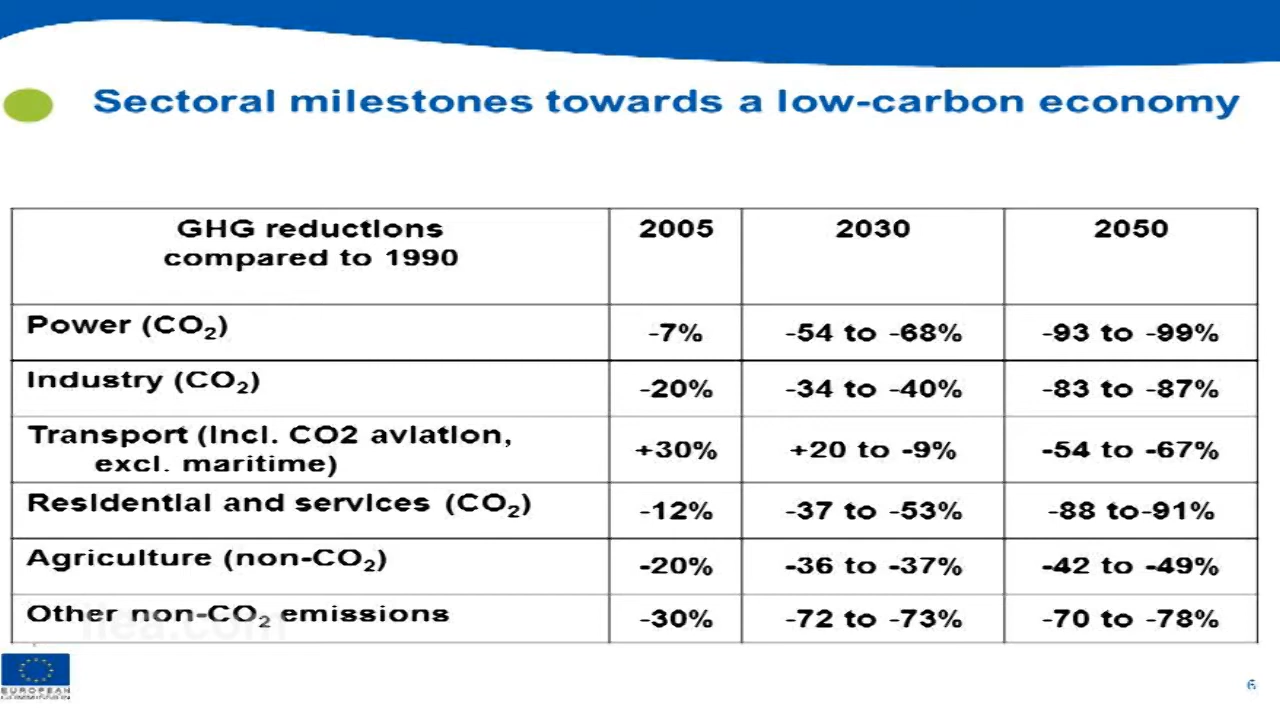 Sectoral milestones towards a low-carbon economy
GHG reductions
compared to 1990
2005
2030
2050
Power (CO₂)
-7%
-54 to -68%
-93 to -99%
Industry (CO₂)
-20%
-34 to -40%
-83 to -87%
Transport (incl. CO2 aviation,
excl. maritime)
+30%
+20 to -9%
-54 to -67%
Residential and services (CO₂)
-12%
-37 to -53%
-88 to-91%
Agriculture (non-CO₂)
-20%
-36 to -37%
-42 to -49%
Other non-CO₂ emissions
-30%
-72 to -73%
-70 to -78%
EUROPEAN
COMMISSION
6